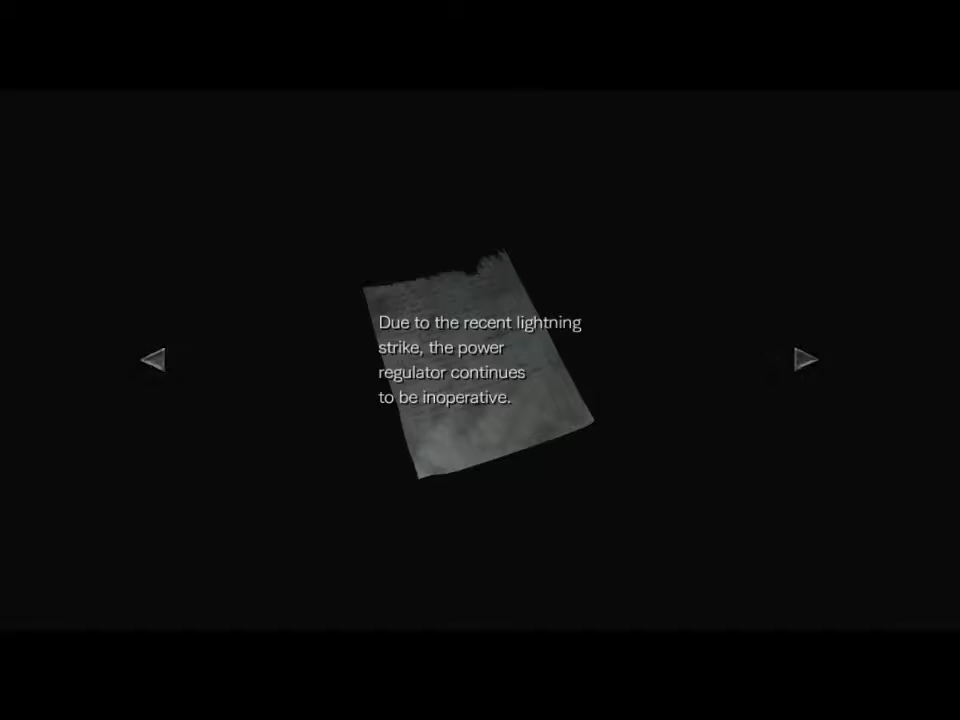 Due to the recent lightning
strike, the power
regulator continues
to be inoperative.